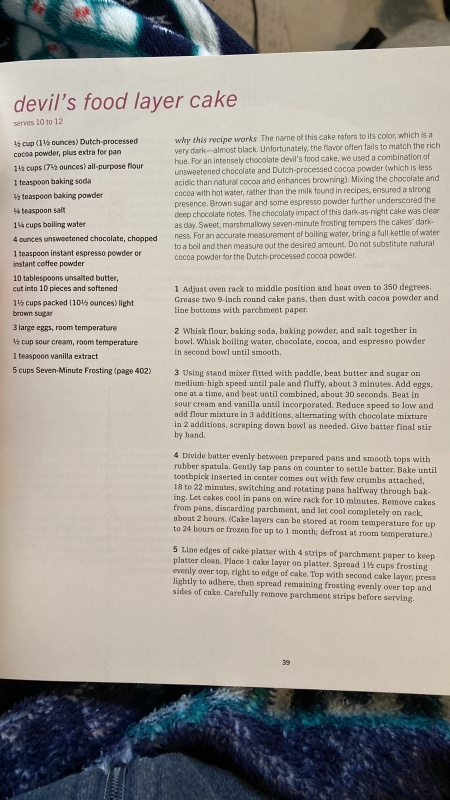 devil's food layer cake
serves 10 to 12
½ cup (1½ ounces) Dutch-processed
cocoa powder, plus extra for pan
1½ cups (7½ ounces) all-purpose flour
1 teaspoon baking soda
½ teaspoon baking powder
¼ teaspoon salt
1¼ cups boiling water
4 ounces unsweetened chocolate, chopped
1 teaspoon instant espresso powder or
instant coffee powder
10 tablespoons unsalted butter,
cut into 10 pieces and softened
1½ cups packed (10½ ounces) light
brown sugar
3 large eggs, room temperature
½ cup sour cream, room temperature
1 teaspoon vanilla extract
5 cups Seven-Minute Frosting (page 402)
why this recipe works The name of this cake refers to its color, which is a
very dark—almost black. Unfortunately, the flavor often fails to match the rich
hue. For an intensely chocolate devil's food cake, we used a combination of
unsweetened chocolate and Dutch-processed cocoa powder (which is less
acidic than natural cocoa and enhances browning). Mixing the chocolate and
cocoa with hot water, rather than the milk found in recipes, ensured a strong
presence. Brown sugar and some espresso powder further underscored the
deep chocolate notes. The chocolaty impact of this dark-as-night cake was clear
as day. Sweet, marshmallowy seven-minute frosting tempers the cakes' dark-
ness. For an accurate measurement of boiling water, bring a full kettle of water
to a boil and then measure out the desired amount. Do not substitute natural
cocoa powder for the Dutch-processed cocoa powder.
1 Adjust oven rack to middle position and heat oven to 350 degrees.
Grease two 9-inch round cake pans, then dust with cocoa powder and
line bottoms with parchment paper.
2 Whisk flour, baking soda, baking powder, and salt together in
bowl. Whisk boiling water, chocolate, cocoa, and espresso powder
in second bowl until smooth.
3 Using stand mixer fitted with paddle, beat butter and sugar on
medium-high speed until pale and fluffy, about 3 minutes. Add eggs,
one at a time, and beat until combined, about 30 seconds. Beat in
sour cream and vanilla until incorporated. Reduce speed to low and
add flour mixture in 3 additions, alternating with chocolate mixture
in 2 additions, scraping down bowl as needed. Give batter final stir
by hand.
4 Divide batter evenly between prepared pans and smooth tops with
rubber spatula. Gently tap pans on counter to settle batter. Bake until
toothpick inserted in center comes out with few crumbs attached,
18 to 22 minutes, switching and rotating pans halfway through bak-
ing. Let cakes cool in pans on wire rack for 10 minutes. Remove cakes
from pans, discarding parchment, and let cool completely on rack,
about 2 hours. (Cake layers can be stored at room temperature for up
to 24 hours or frozen for up to 1 month; defrost at room temperature.)
5 Line edges of cake platter with 4 strips of parchment paper to keep
platter clean. Place 1 cake layer on platter. Spread 1½ cups frosting
evenly over top, right to edge of cake. Top with second cake layer, press
lightly to adhere, then spread remaining frosting evenly over top and
sides of cake. Carefully remove parchment strips before serving.
39